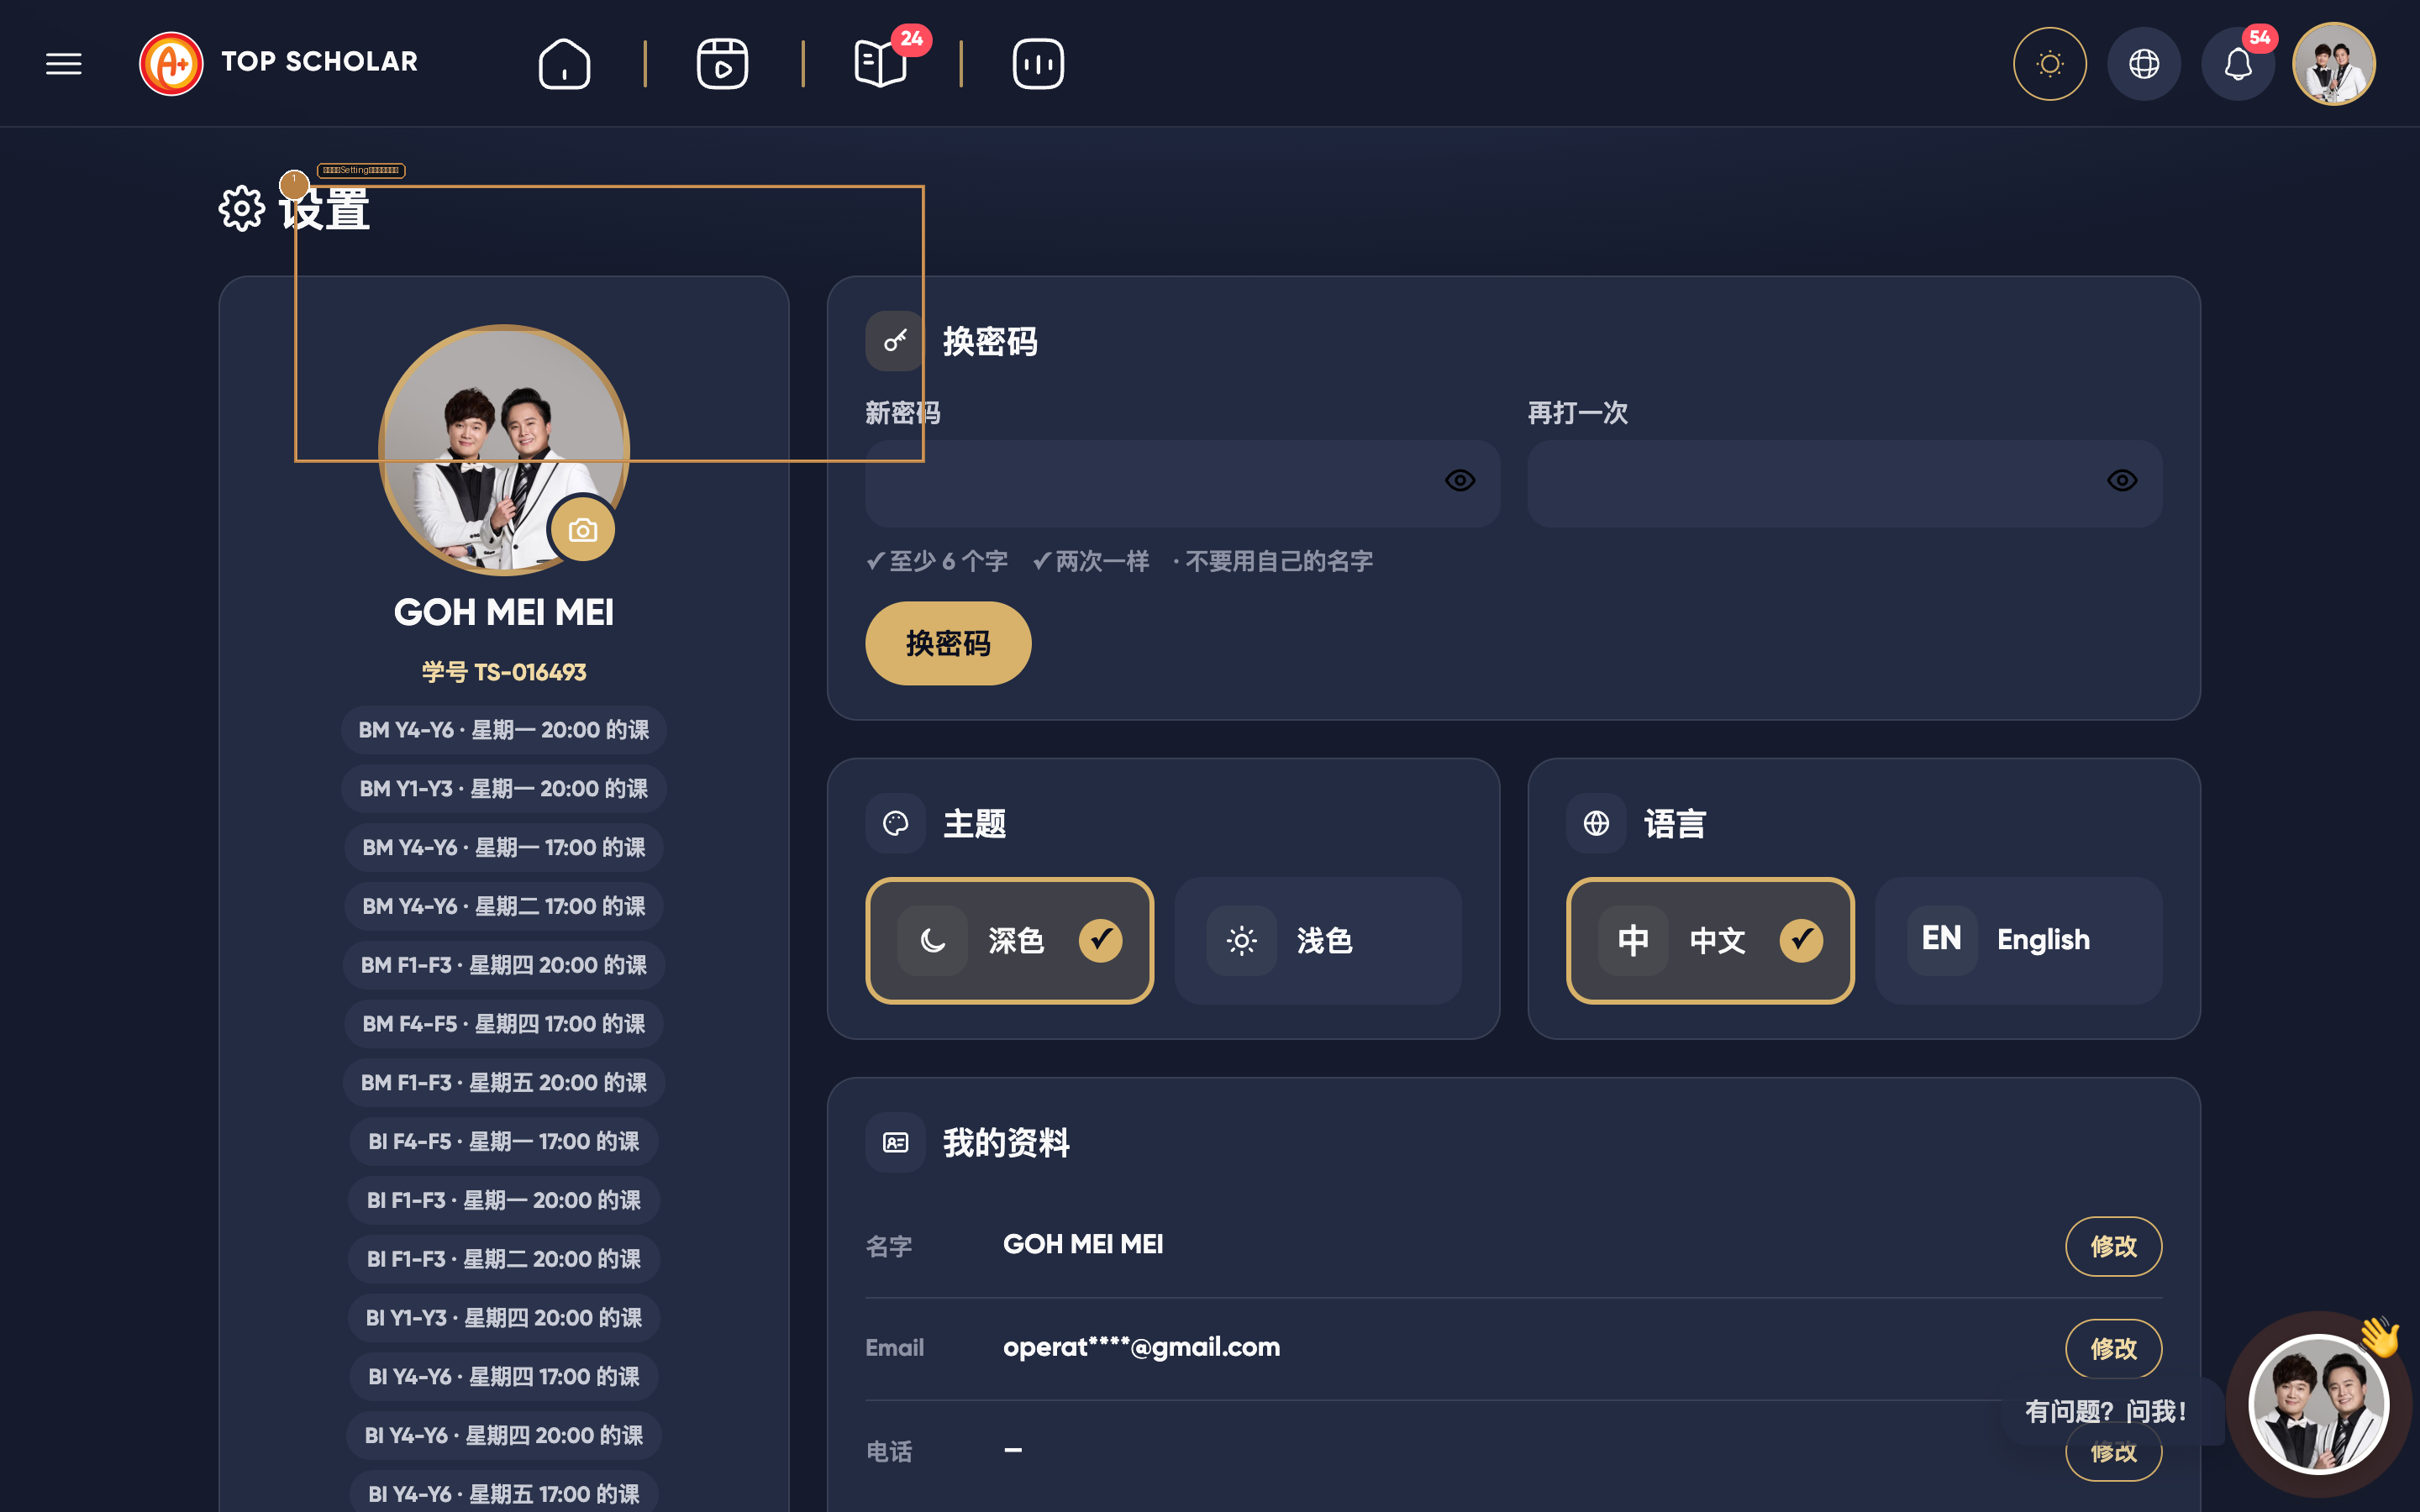 TOP SCHOLAR
24
54
1
Setting
设置
GOH MEI MEI
学号 TS-016493
BM Y4-Y6 · 星期一 20:00 的课
BM Y1-Y3 · 星期一 20:00 的课
BM Y4-Y6 · 星期一 17:00 的课
BM Y4-Y6 · 星期二 17:00 的课
BM F1-F3 · 星期四 20:00 的课
BM F4-F5 · 星期四 17:00 的课
BM F1-F3 · 星期五 20:00 的课
BI F4-F5 · 星期一 17:00 的课
BI F1-F3 · 星期一 20:00 的课
BI F1-F3 · 星期二 20:00 的课
BI Y1-Y3 · 星期四 20:00 的课
BI Y4-Y6 · 星期四 17:00 的课
BI Y4-Y6 · 星期四 20:00 的课
BI Y4-Y6 · 星期五 17:00 的课
换密码
新密码
再打一次
✓至少 6 个字 ✓两次一样 · 不要用自己的名字
换密码
主题
深色 ✓
浅色
语言
中 中文 ✓
EN English
我的资料
名字 GOH MEI MEI 修改
Email operat****@gmail.com 修改
电话 — 修改
有问题？问我！